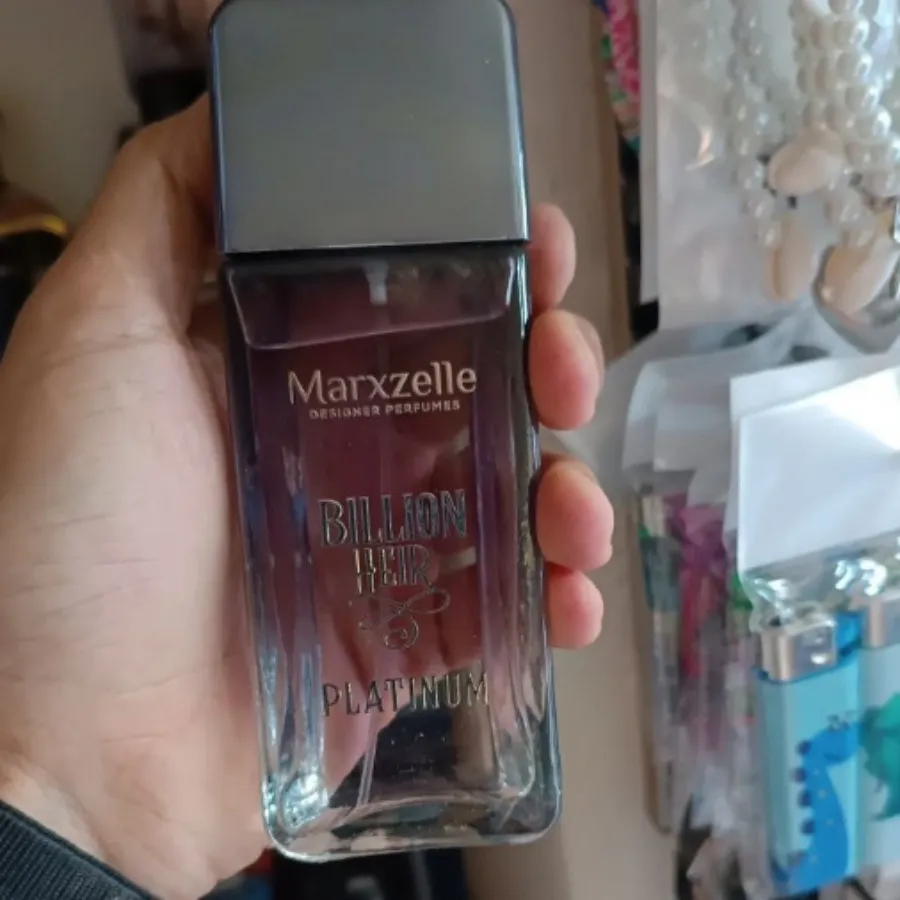 Marxzelle
DESIGNER PERFUMES
BILLION
HEIR
PLATINUM